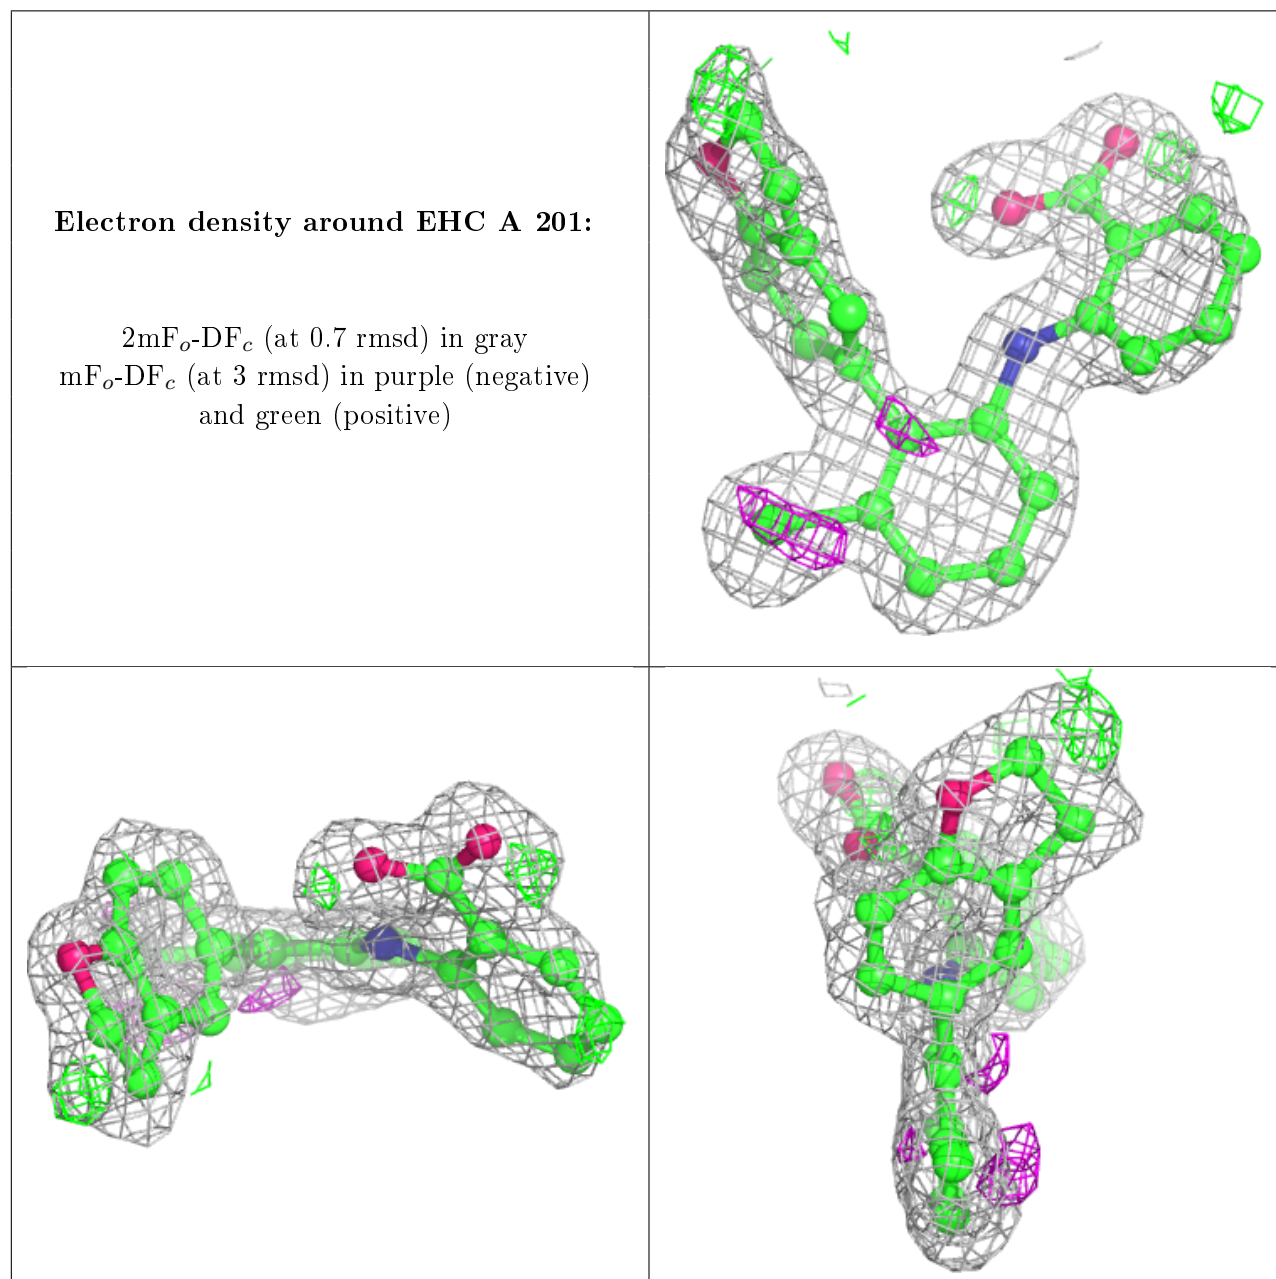 Electron density around EHC A 201:
2mFo-DFc (at 0.7 rmsd) in gray
mFo-DFc (at 3 rmsd) in purple (negative)
and green (positive)